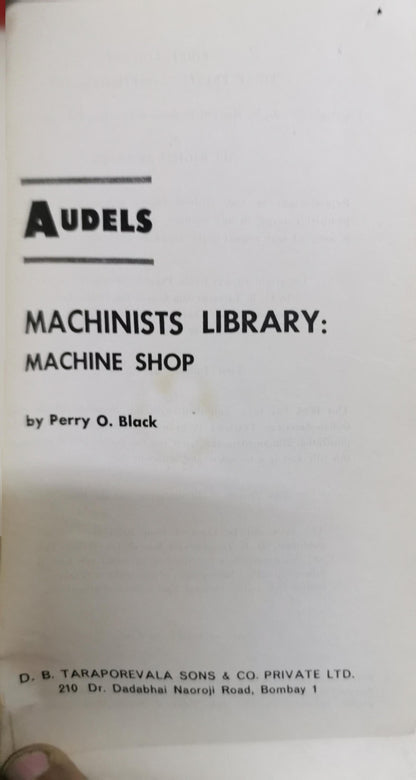 AUDELS
MACHINISTS LIBRARY:
MACHINE SHOP
by Perry O. Black
D. B. TARAPOREVALA SONS & CO. PRIVATE LTD.
210 Dr. Dadabhai Naoroji Road, Bombay 1